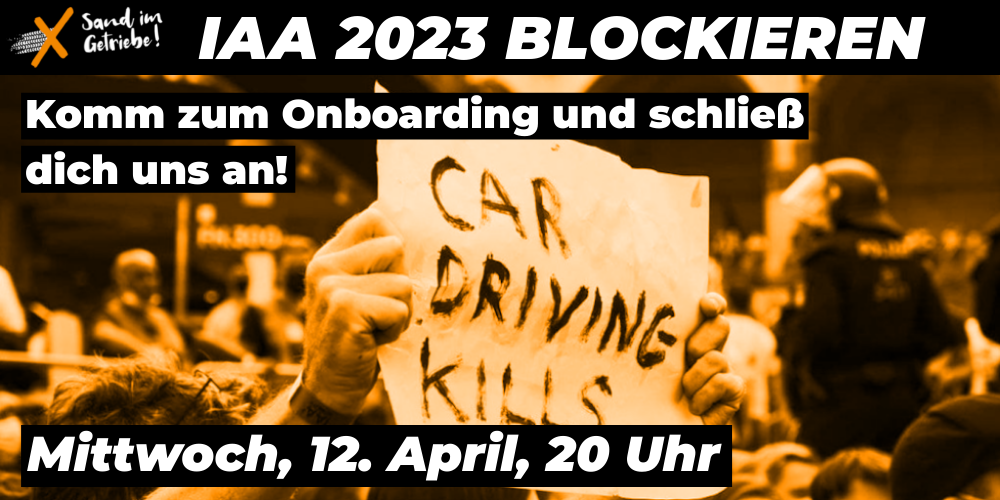 Sand im
Getriebe!
IAA 2023 BLOCKIEREN
Komm zum Onboarding und schließ
dich uns an!
CAR
DRIVING
KILLS
Mittwoch, 12. April, 20 Uhr